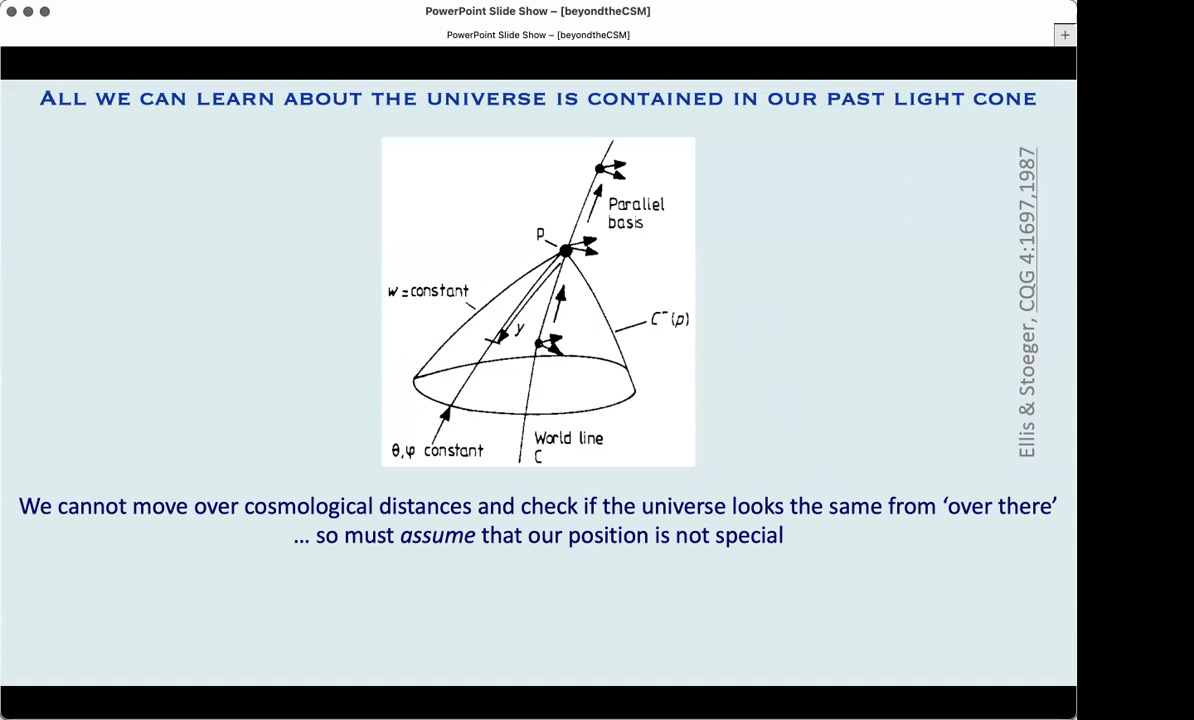 PowerPoint Slide Show – [beyondtheCSM]
PowerPoint Slide Show – [beyondtheCSM]
+
ALL WE CAN LEARN ABOUT THE UNIVERSE IS CONTAINED IN OUR PAST LIGHT CONE
Parallel
basis
P
w = constant
y
C⁻(p)
θ,φ constant
World line
C
Ellis & Stoeger, CQG 4:1697,1987
We cannot move over cosmological distances and check if the universe looks the same from ‘over there’
... so must assume that our position is not special